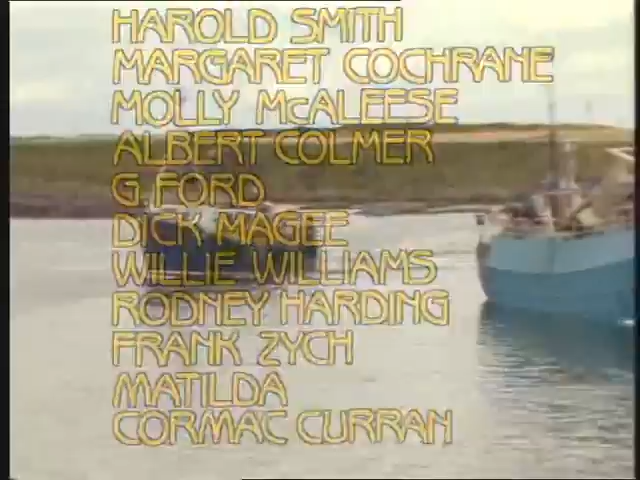 HAROLD SMITH
MARGARET COCHRANE
MOLLY McALEESE
ALBERT COLMER
G FORD
DICK MAGEE
WILLIE WILLIAMS
RODNEY HARDING
FRANK ZYCH
MATILDA
CORMAC CURRAN